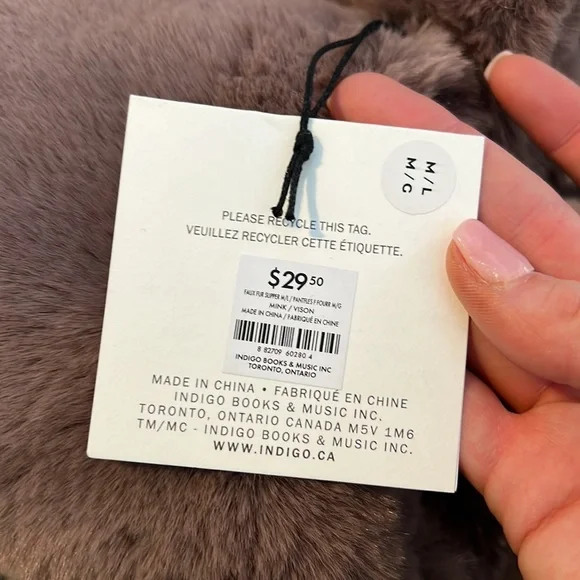 M/L
M/G
PLEASE RECYCLE THIS TAG.
VEUILLEZ RECYCLER CETTE ÉTIQUETTE.
$29.50
FAUX FUR SLIPPER M/L / PANTFLES F FOURR M/G
MINK / VISON
MADE IN CHINA / FABRIQUÉ EN CHINE
8 82709 60280 4
INDIGO BOOKS & MUSIC INC
TORONTO, ONTARIO
MADE IN CHINA • FABRIQUÉ EN CHINE
INDIGO BOOKS & MUSIC INC.
TORONTO, ONTARIO CANADA M5V 1M6
TM/MC - INDIGO BOOKS & MUSIC INC.
WWW.INDIGO.CA